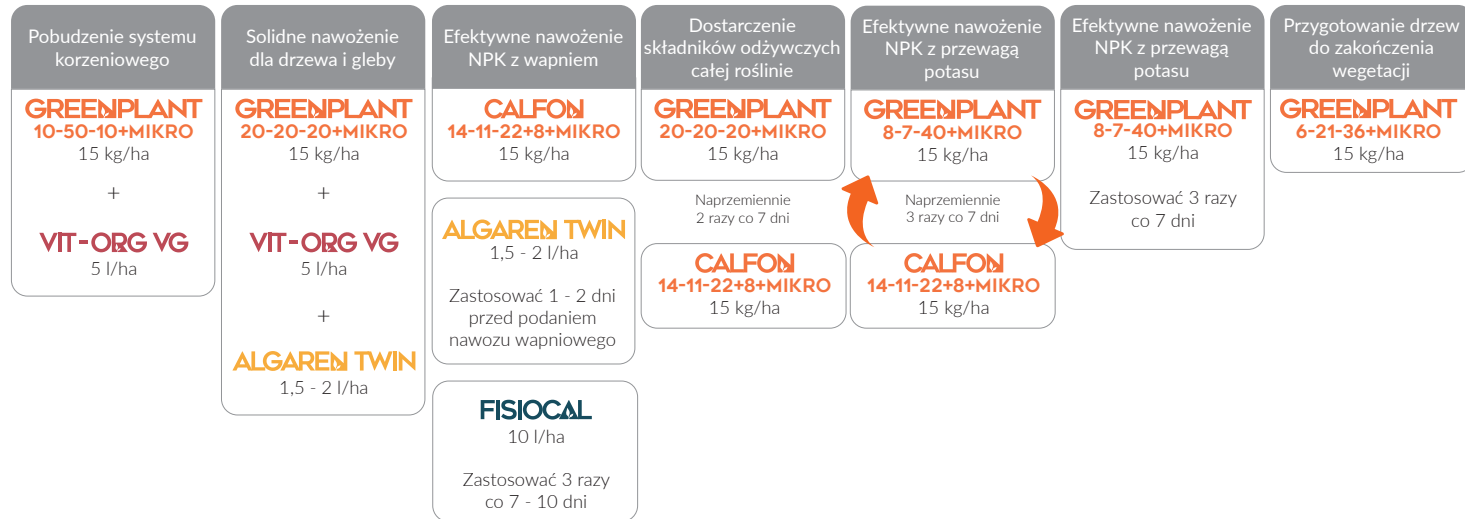 Pobudzenie systemu
korzeniowego
GREENPLANT
10-50-10+MIKRO
15 kg/ha
+
VIT-ORG VG
5 l/ha
Solidne nawożenie
dla drzewa i gleby
GREENPLANT
20-20-20+MIKRO
15 kg/ha
+
VIT-ORG VG
5 l/ha
+
ALGAREN TWIN
1,5 - 2 l/ha
Efektywne nawożenie
NPK z wapniem
CALFON
14-11-22+8+MIKRO
15 kg/ha
ALGAREN TWIN
1,5 - 2 l/ha
Zastosować 1 - 2 dni
przed podaniem
nawozu wapniowego
FISIOCAL
10 l/ha
Zastosować 3 razy
co 7 - 10 dni
Dostarczenie
składników odżywczych
całej roślinie
GREENPLANT
20-20-20+MIKRO
15 kg/ha
Naprzemiennie
2 razy co 7 dni
CALFON
14-11-22+8+MIKRO
15 kg/ha
Efektywne nawożenie
NPK z przewagą
potasu
GREENPLANT
8-7-40+MIKRO
15 kg/ha
Naprzemiennie
3 razy co 7 dni
CALFON
14-11-22+8+MIKRO
15 kg/ha
Efektywne nawożenie
NPK z przewagą
potasu
GREENPLANT
8-7-40+MIKRO
15 kg/ha
Zastosować 3 razy
co 7 dni
Przygotowanie drzew
do zakończenia
wegetacji
GREENPLANT
6-21-36+MIKRO
15 kg/ha